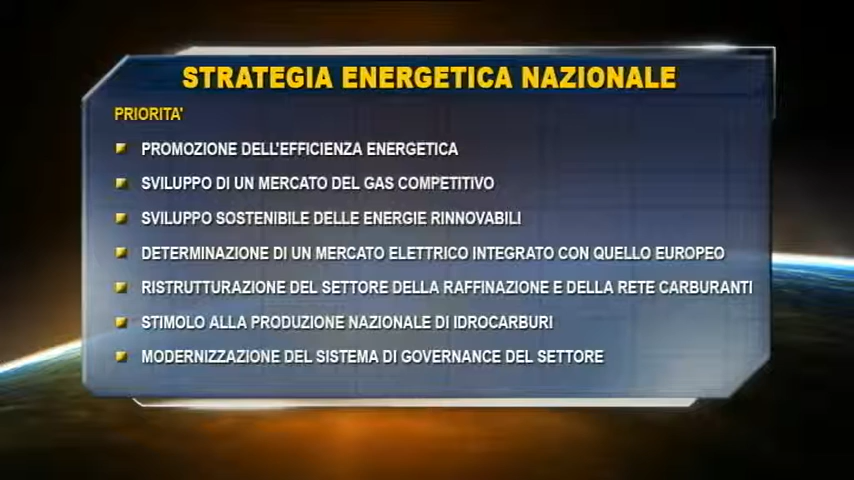 STRATEGIA ENERGETICA NAZIONALE
PRIORITA'
PROMOZIONE DELL'EFFICIENZA ENERGETICA
SVILUPPO DI UN MERCATO DEL GAS COMPETITIVO
SVILUPPO SOSTENIBILE DELLE ENERGIE RINNOVABILI
DETERMINAZIONE DI UN MERCATO ELETTRICO INTEGRATO CON QUELLO EUROPEO
RISTRUTTURAZIONE DEL SETTORE DELLA RAFFINAZIONE E DELLA RETE CARBURANTI
STIMOLO ALLA PRODUZIONE NAZIONALE DI IDROCARBURI
MODERNIZZAZIONE DEL SISTEMA DI GOVERNANCE DEL SETTORE